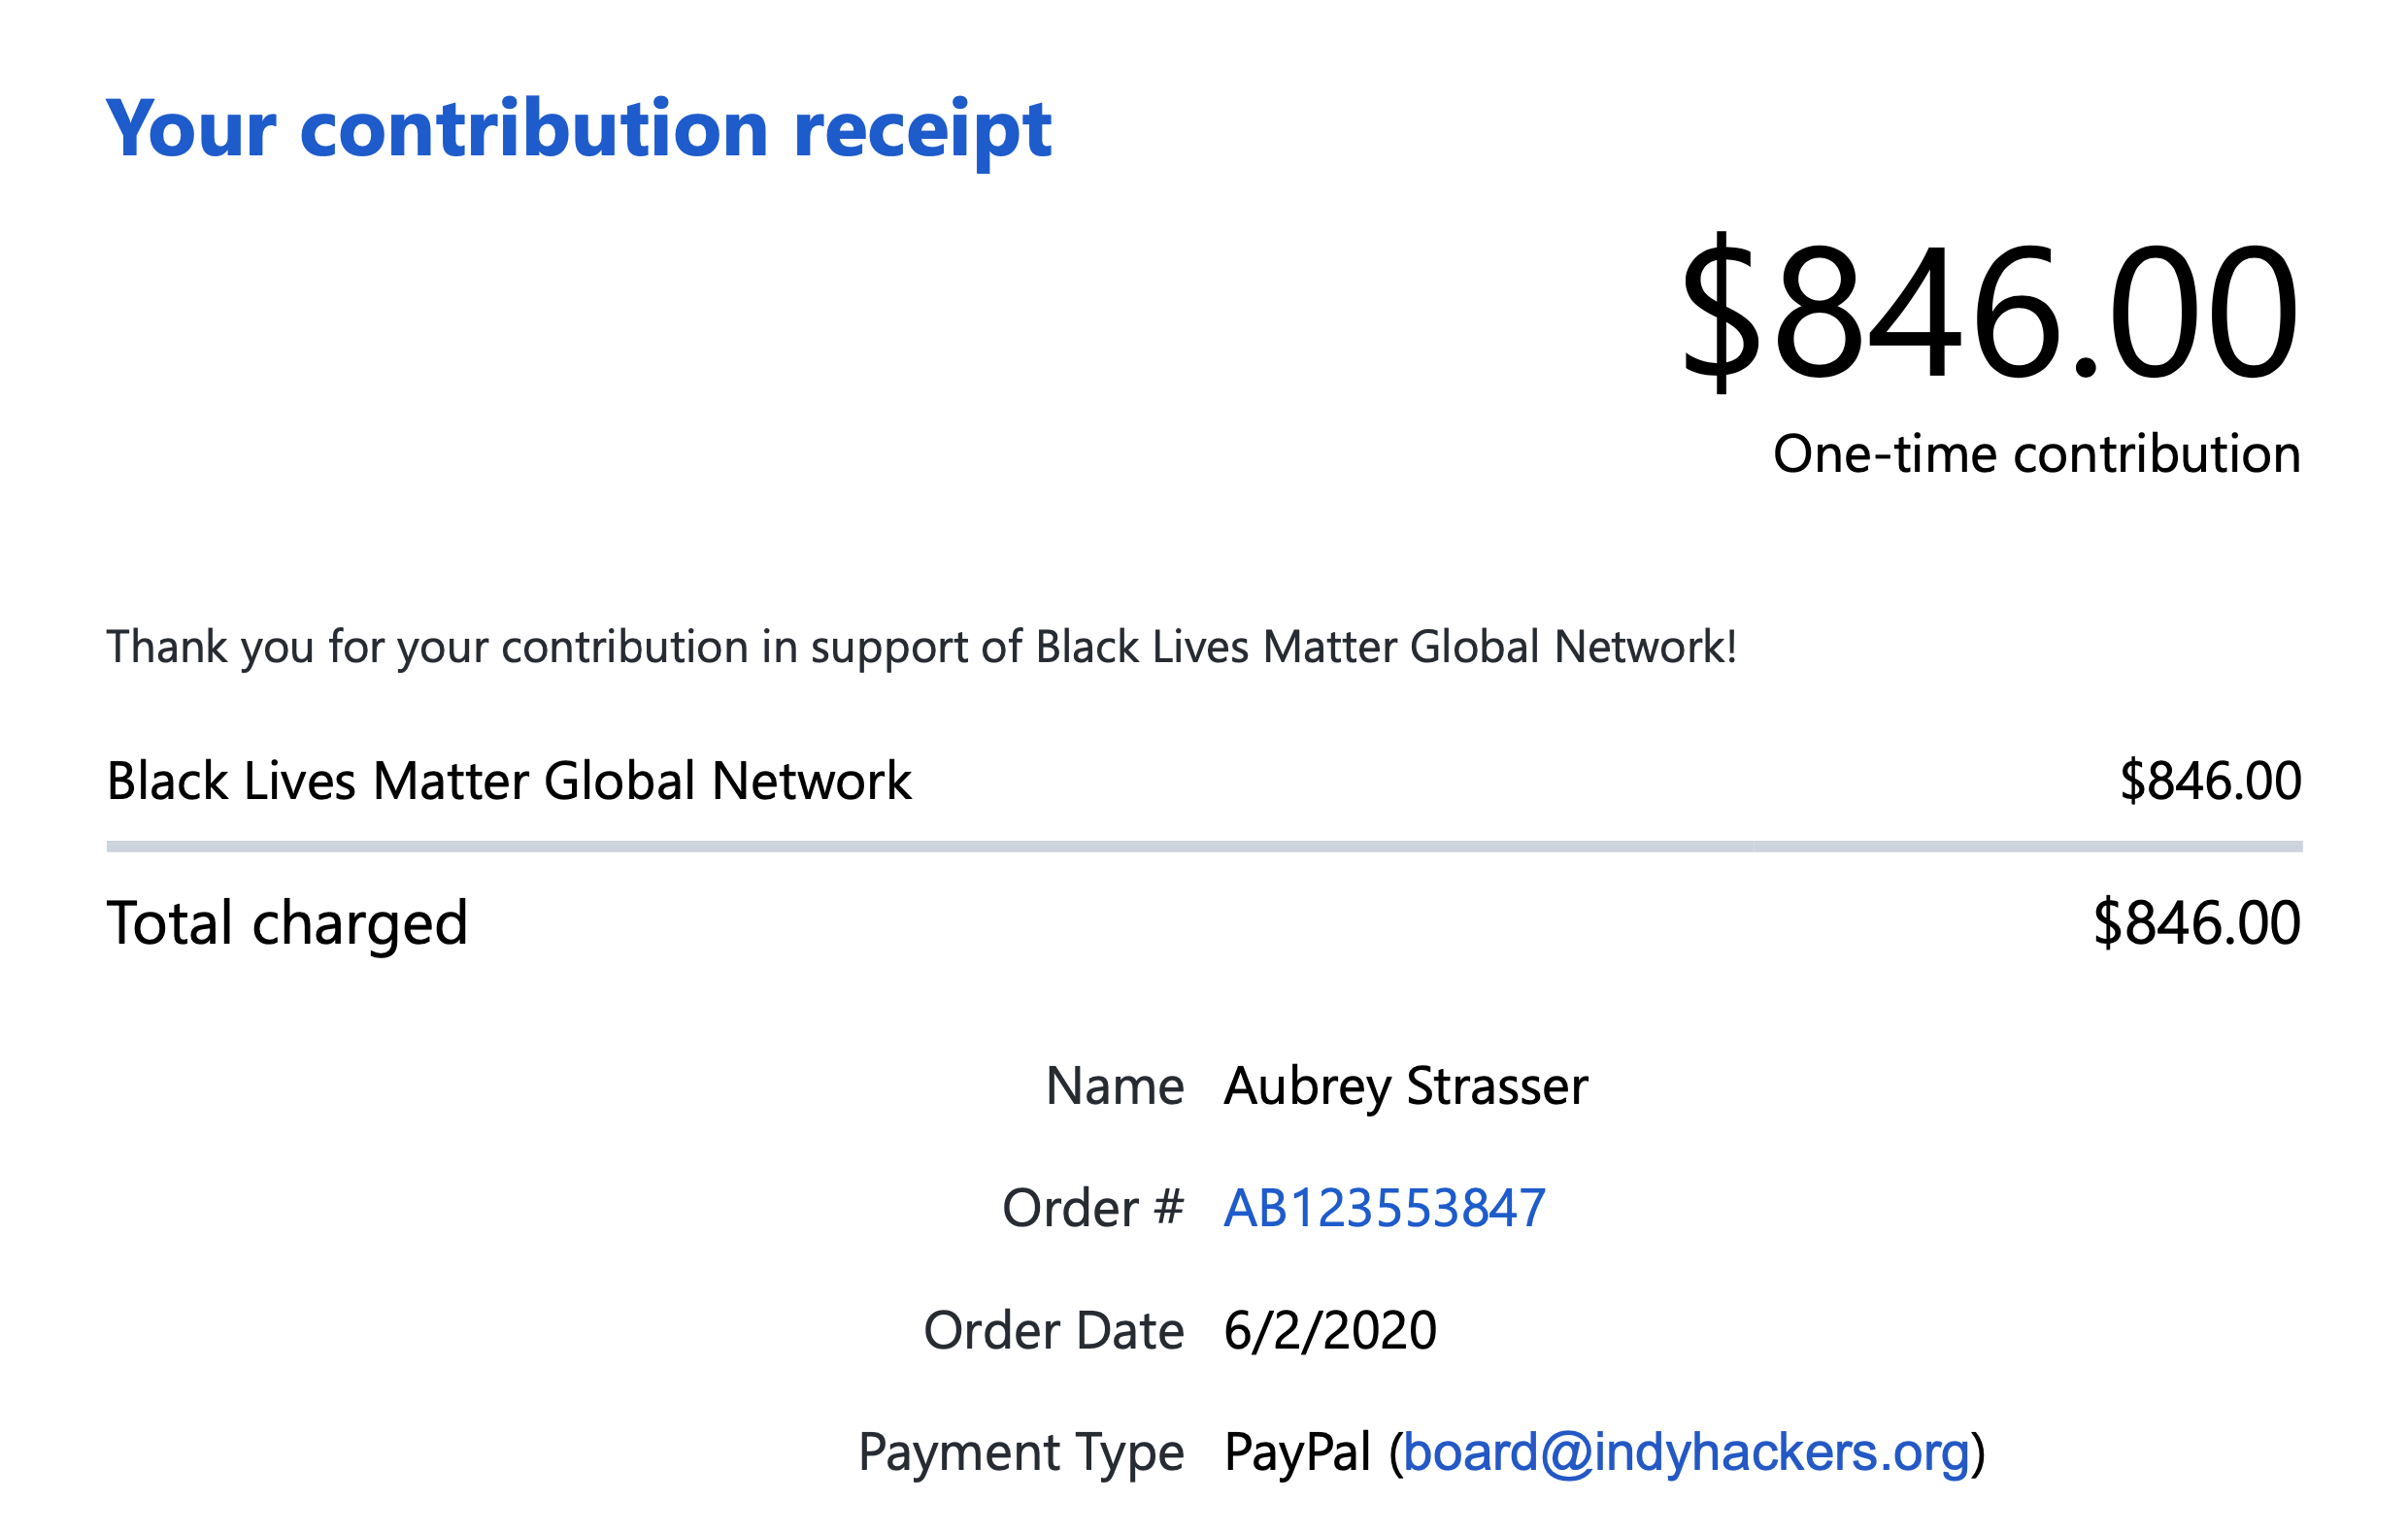 Your contribution receipt
$846.00
One-time contribution
Thank you for your contribution in support of Black Lives Matter Global Network!
Black Lives Matter Global Network $846.00
Total charged $846.00
Name Aubrey Strasser
Order # AB123553847
Order Date 6/2/2020
Payment Type PayPal (board@indyhackers.org)